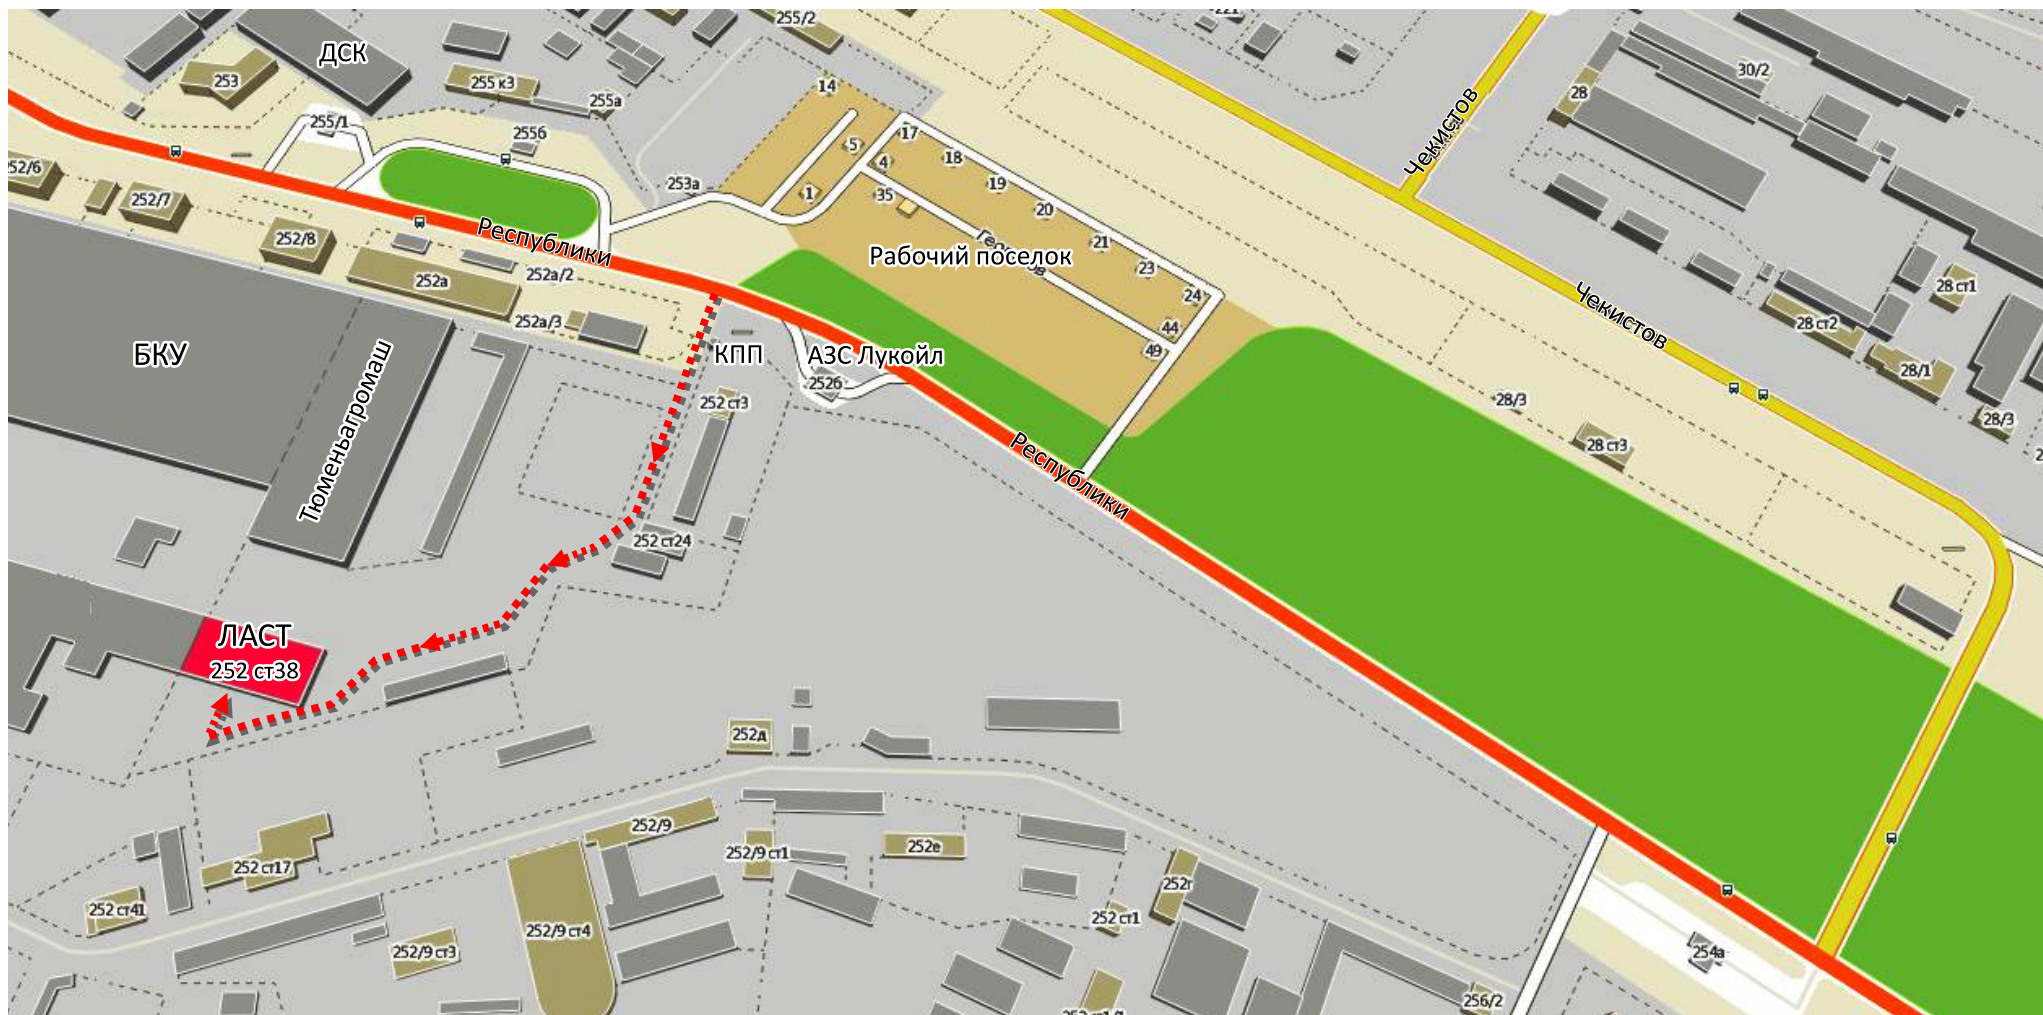 255/2
221
ДСК
253
255 к3
255а
14
30/2
28
Чекистов
255/1
255б
17
5
4
18
252/6
252/7
253а
1
35
19
20
Республики
252/8
21
Рабочий поселок
23
24
252а/2
252а
28 ст1
Чекистов
28 ст2
252а/3
44
49
БКУ
КПП
АЗС Лукойл
252б
28/1
Тюменьагромаш
252 ст3
28/3
28/3
28 ст3
2
Республики
252 ст24
ЛАСТ
252 ст38
252д
252/9
252/9 ст1
252е
252 ст17
252г
252 ст41
252 ст1
252/9 ст4
252/9 ст3
254а
256/2